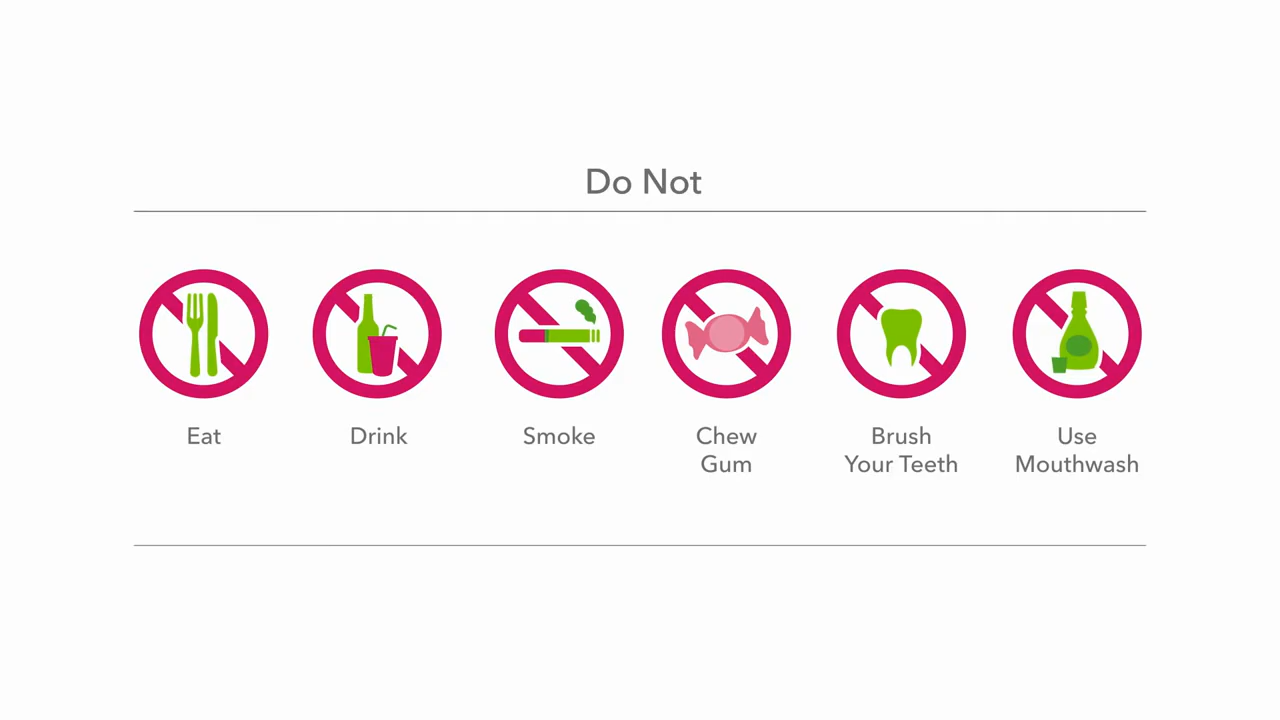 Do Not
Eat
Drink
Smoke
Chew
Gum
Brush
Your Teeth
Use
Mouthwash